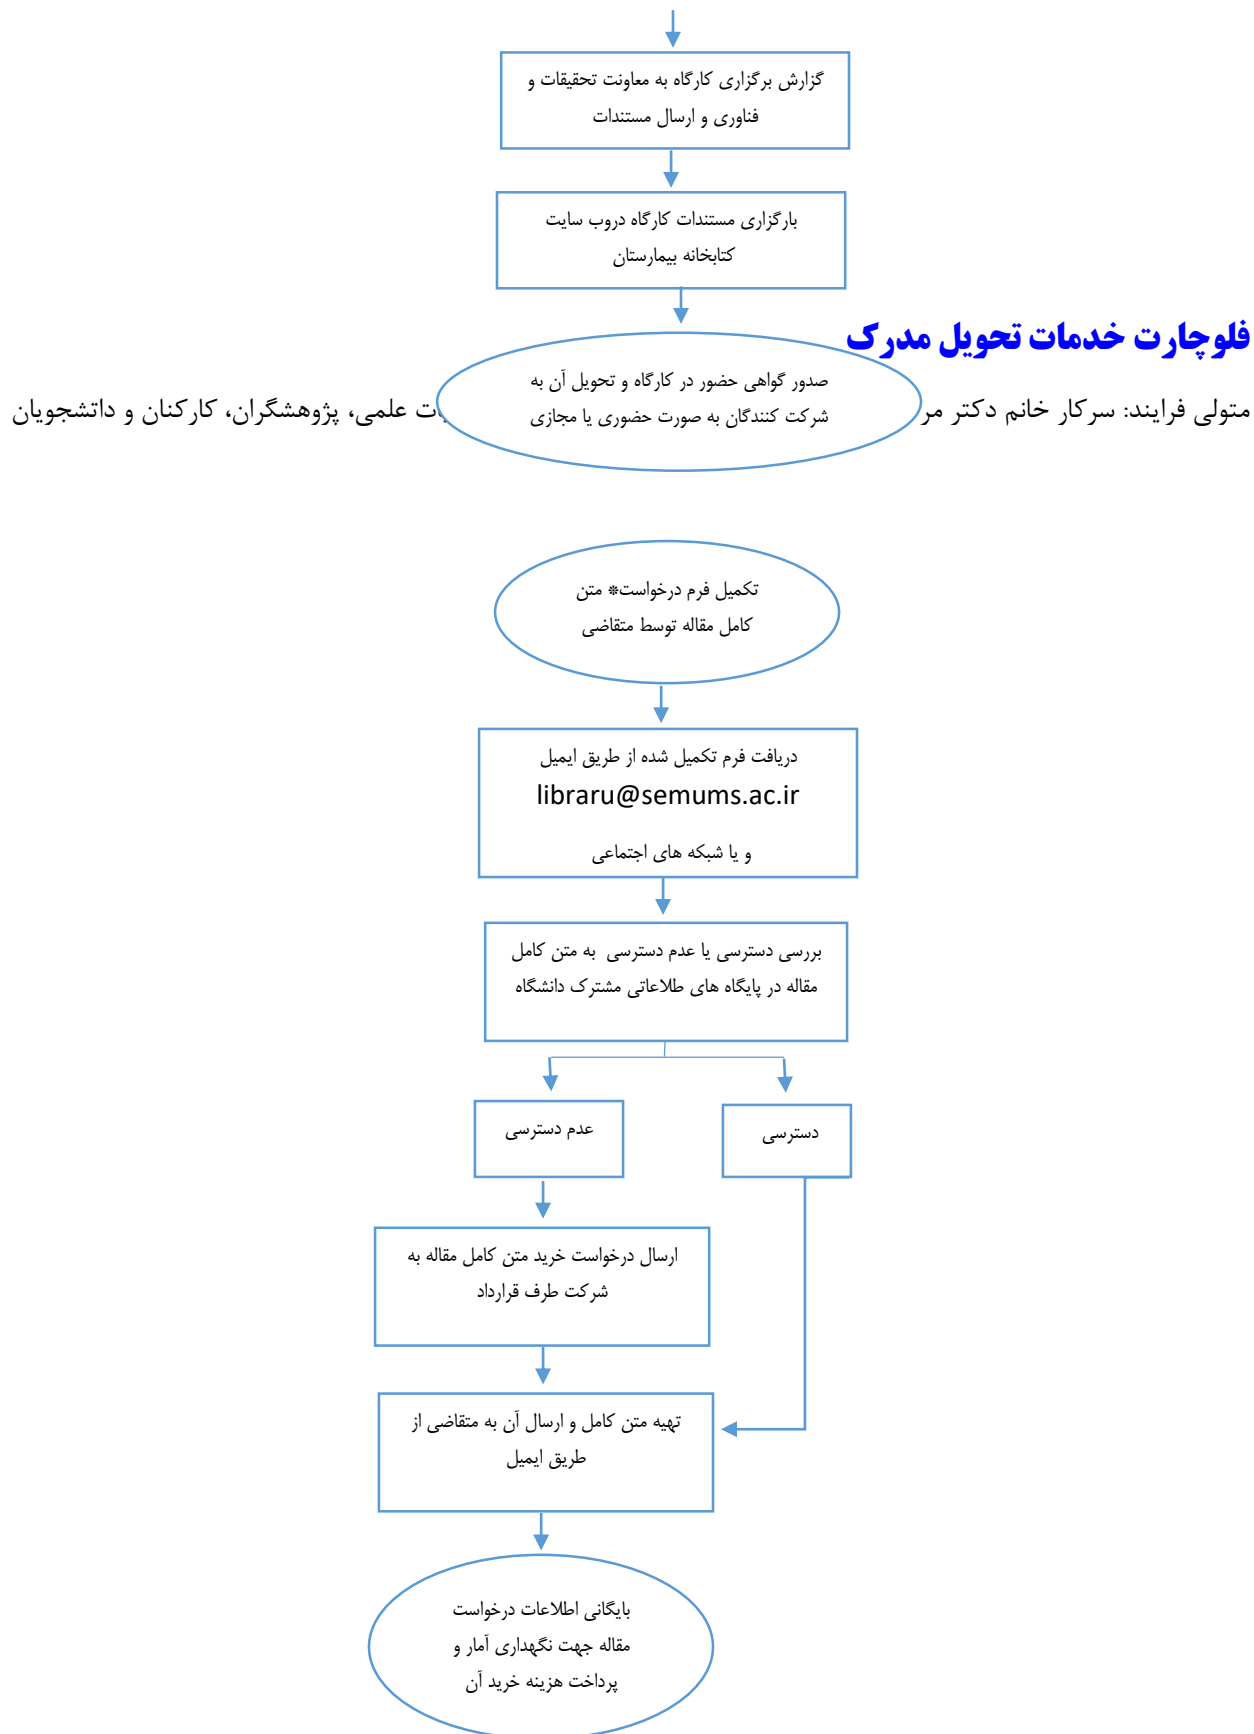 گزارش برگزاری کارگاه به معاونت تحقیقات و
فناوری و ارسال مستندات
بارگزاری مستندات کارگاه دروب سایت
کتابخانه بیمارستان
فلوچارت خدمات تحویل مدرک
صدور گواهی حضور در کارگاه و تحویل آن به
شرکت کنندگان به صورت حضوری یا مجازی
متولی فرایند: سرکار خانم دکتر علمی، پژوهشگران، کارکنان و داتشجویان
تکمیل فرم درخواست* متن
کامل مقاله توسط متقاضی
دریافت فرم تکمیل شده از طریق ایمیل
libraru@semums.ac.ir
و یا شبکه های اجتماعی
بررسی دسترسی یا عدم دسترسی به متن کامل
مقاله در پایگاه های طلاعاتی مشترک دانشگاه
عدم دسترسی
دسترسی
ارسال درخواست خرید متن کامل مقاله به
شرکت طرف قرارداد
تهیه متن کامل و ارسال آن به متقاضی از
طریق ایمیل
بایگانی اطلاعات درخواست
مقاله جهت نگهداری آمار و
پرداخت هزینه خرید آن